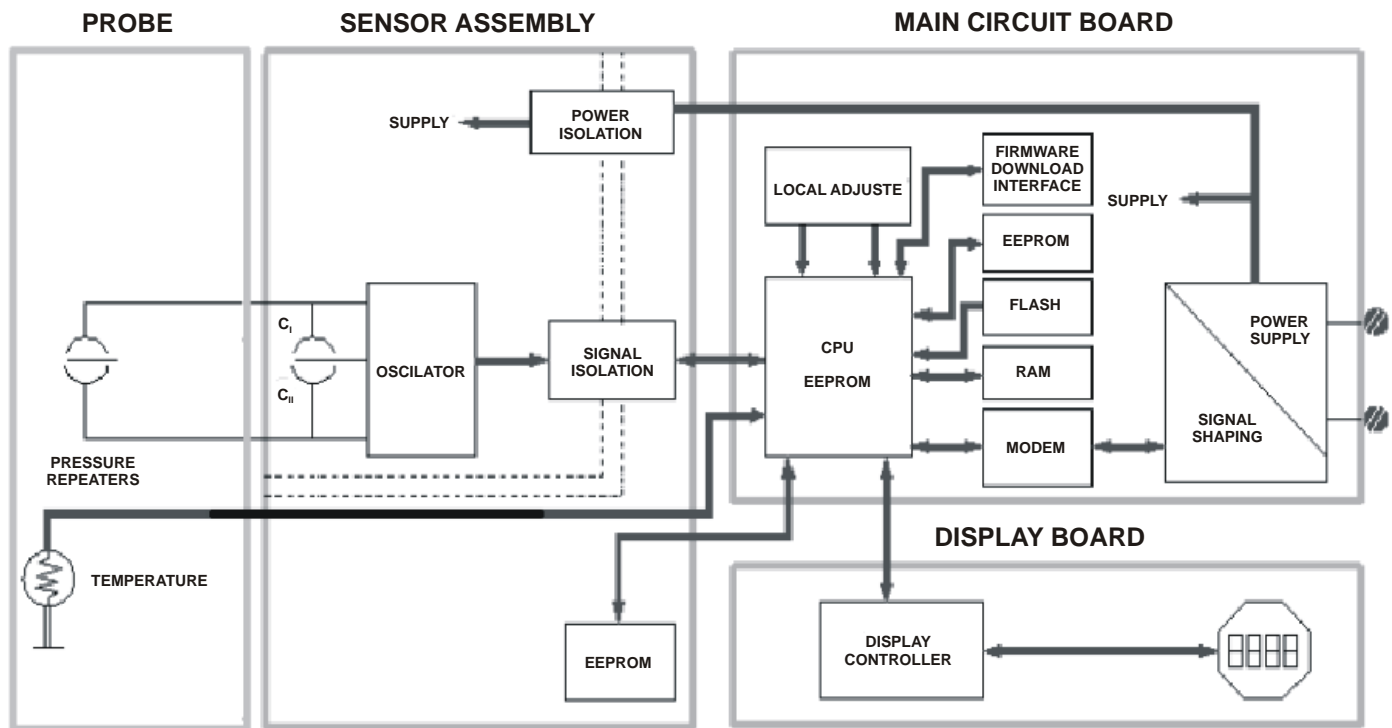 PROBE
SENSOR ASSEMBLY
MAIN CIRCUIT BOARD
SUPPLY
POWER
ISOLATION
LOCAL ADJUSTE
FIRMWARE
DOWNLOAD
INTERFACE
SUPPLY
EEPROM
FLASH
RAM
MODEM
CPU
EEPROM
POWER
SUPPLY
SIGNAL
SHAPING
CI
CII
OSCILATOR
SIGNAL
ISOLATION
PRESSURE
REPEATERS
TEMPERATURE
EEPROM
DISPLAY BOARD
DISPLAY
CONTROLLER
8888